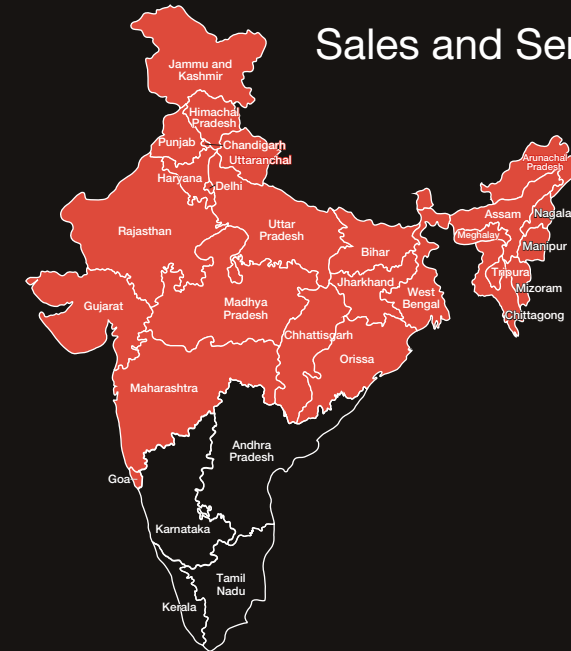 Sales and Ser
Jammu and
Kashmir
Himachal
Pradesh
Punjab
Chandigarh
Uttaranchal
Haryana
Delhi
Arunachal
Pradesh
Rajasthan
Uttar
Pradesh
Assam
Nagala
Bihar
Meghalay
Manipur
Jharkhand
Tripura
Gujarat
Madhya
Pradesh
West
Bengal
Mizoram
Chittagong
Chhattisgarh
Orissa
Maharashtra
Andhra
Pradesh
Goa
Karnataka
Tamil
Nadu
Kerala